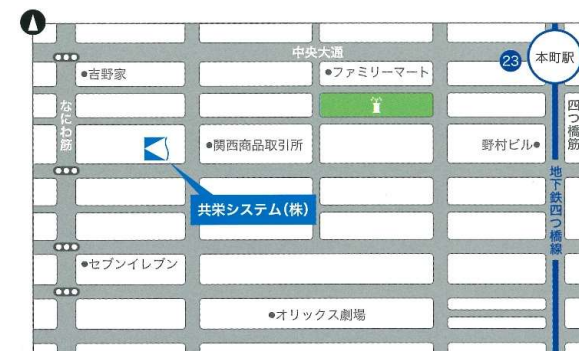 中央大通
23
本町駅
●吉野家
●ファミリーマート
なにわ筋
四つ橋筋
●関西商品取引所
野村ビル●
地下鉄四つ橋線
共栄システム(株)
●セブンイレブン
●オリックス劇場